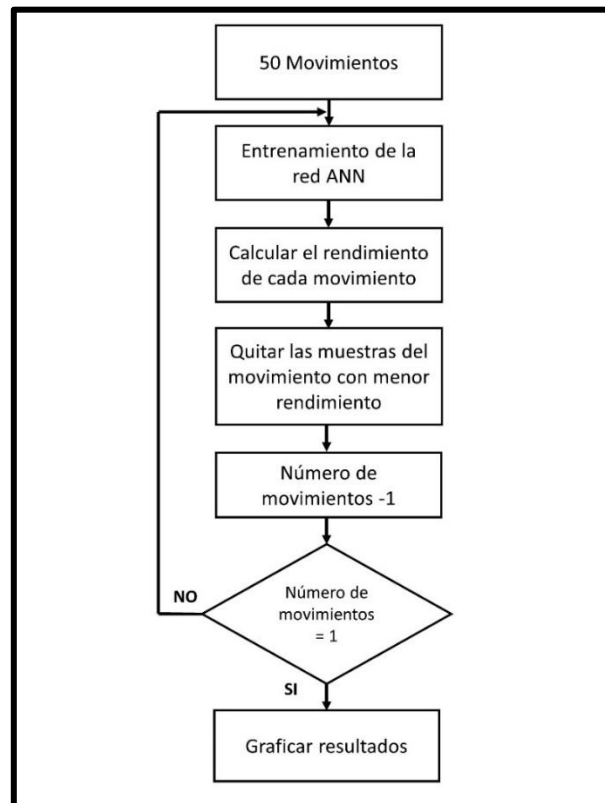 50 Movimientos
Entrenamiento de la
red ANN
Calcular el rendimiento
de cada movimiento
Quitar las muestras del
movimiento con menor
rendimiento
Número de
movimientos -1
Número de
movimientos
= 1
NO
SI
Graficar resultados